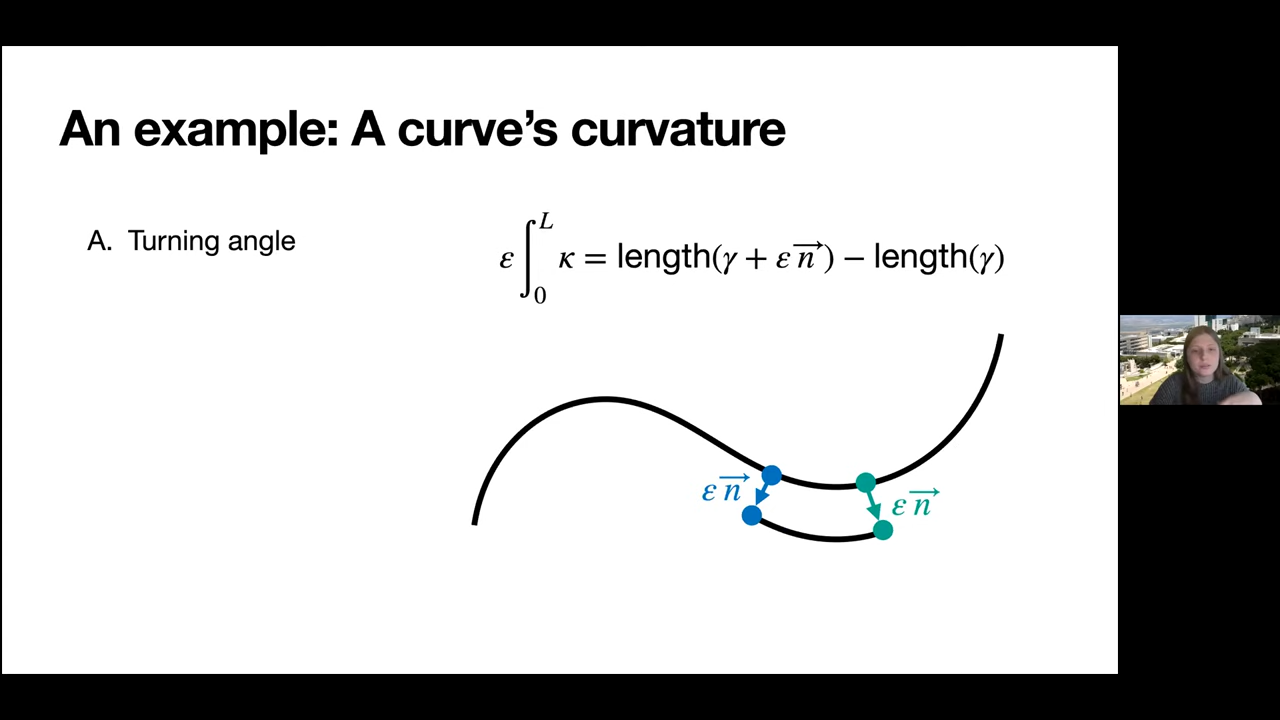 An example: A curve’s curvature
A. Turning angle
ε ∫₀ᴸ κ = length(γ + ε n⃗) − length(γ)
ε n⃗
ε n⃗